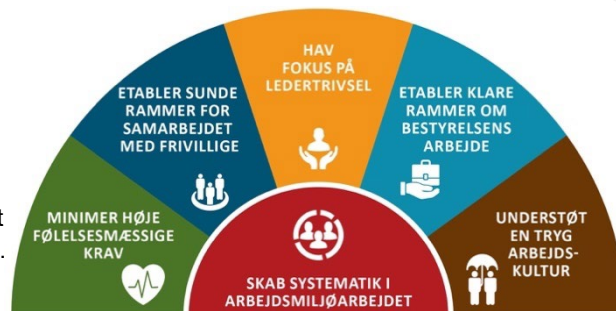 HAV
FOKUS PÅ
LEDERTRIVSEL
ETABLER SUNDE
RAMMER FOR
SAMARBEJDET
MED FRIVILLIGE
ETABLER KLARE
RAMMER OM
BESTYRELSENS
ARBEJDE
MINIMER HØJE
FØLELSESMÆSSIGE
KRAV
UNDERSTØT
EN TRYG
ARBEJDS-
KULTUR
SKAB SYSTEMATIK I
ARBEJDSMILJØARBEJDET
t
.